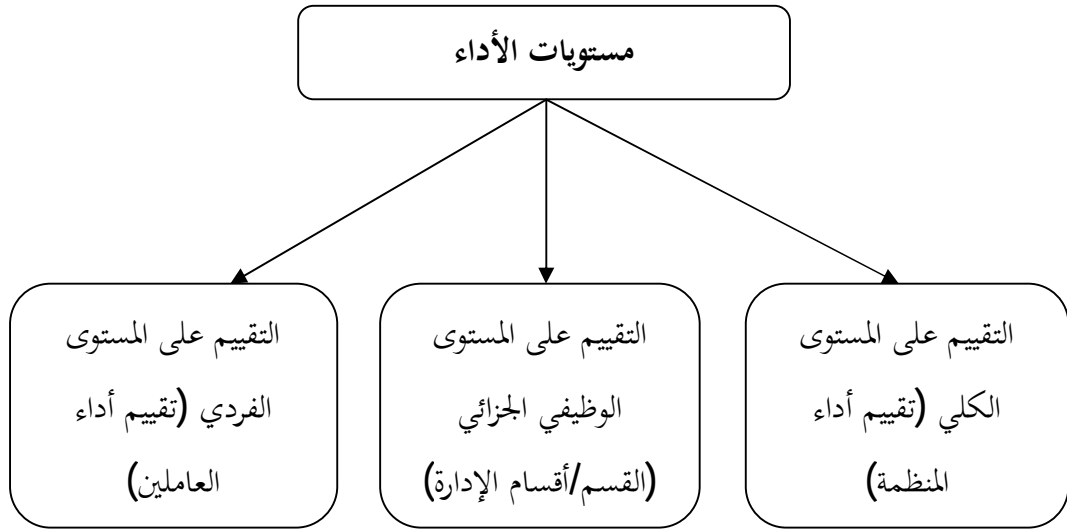 مستويات الأداء
التقييم على المستوى
الكلي (تقييم أداء
المنظمة)
التقييم على المستوى
الوظيفي الجزائي
(القسم/أقسام الإدارة)
التقييم على المستوى
الفردي (تقييم أداء
العاملين)